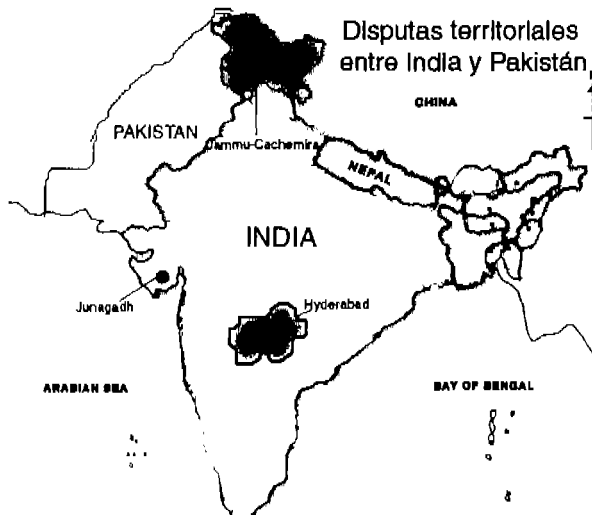 Disputas territoriales
entre India y Pakistán
CHINA
PAKISTAN
Jammu-Cachemira
NEPAL
INDIA
Junagadh
Hyderabad
ARABIAN SEA
BAY OF BENGAL